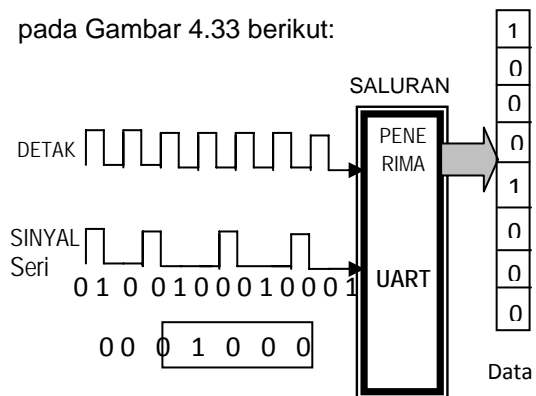 pada Gambar 4.33 berikut:
SALURAN
DETAK
PENE
RIMA
SINYAL
Seri
0 1 0 0 1 0 0 0 1 0 0 0 1
UART
0 0 0 1 0 0 0
1
0
0
0
1
0
0
0
Data